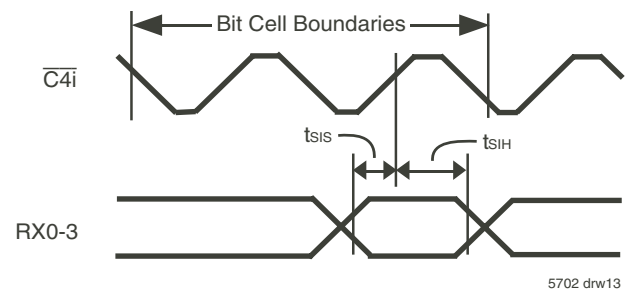 Bit Cell Boundaries
C4i
tSIS
tSIH
RX0-3
5702 drw13